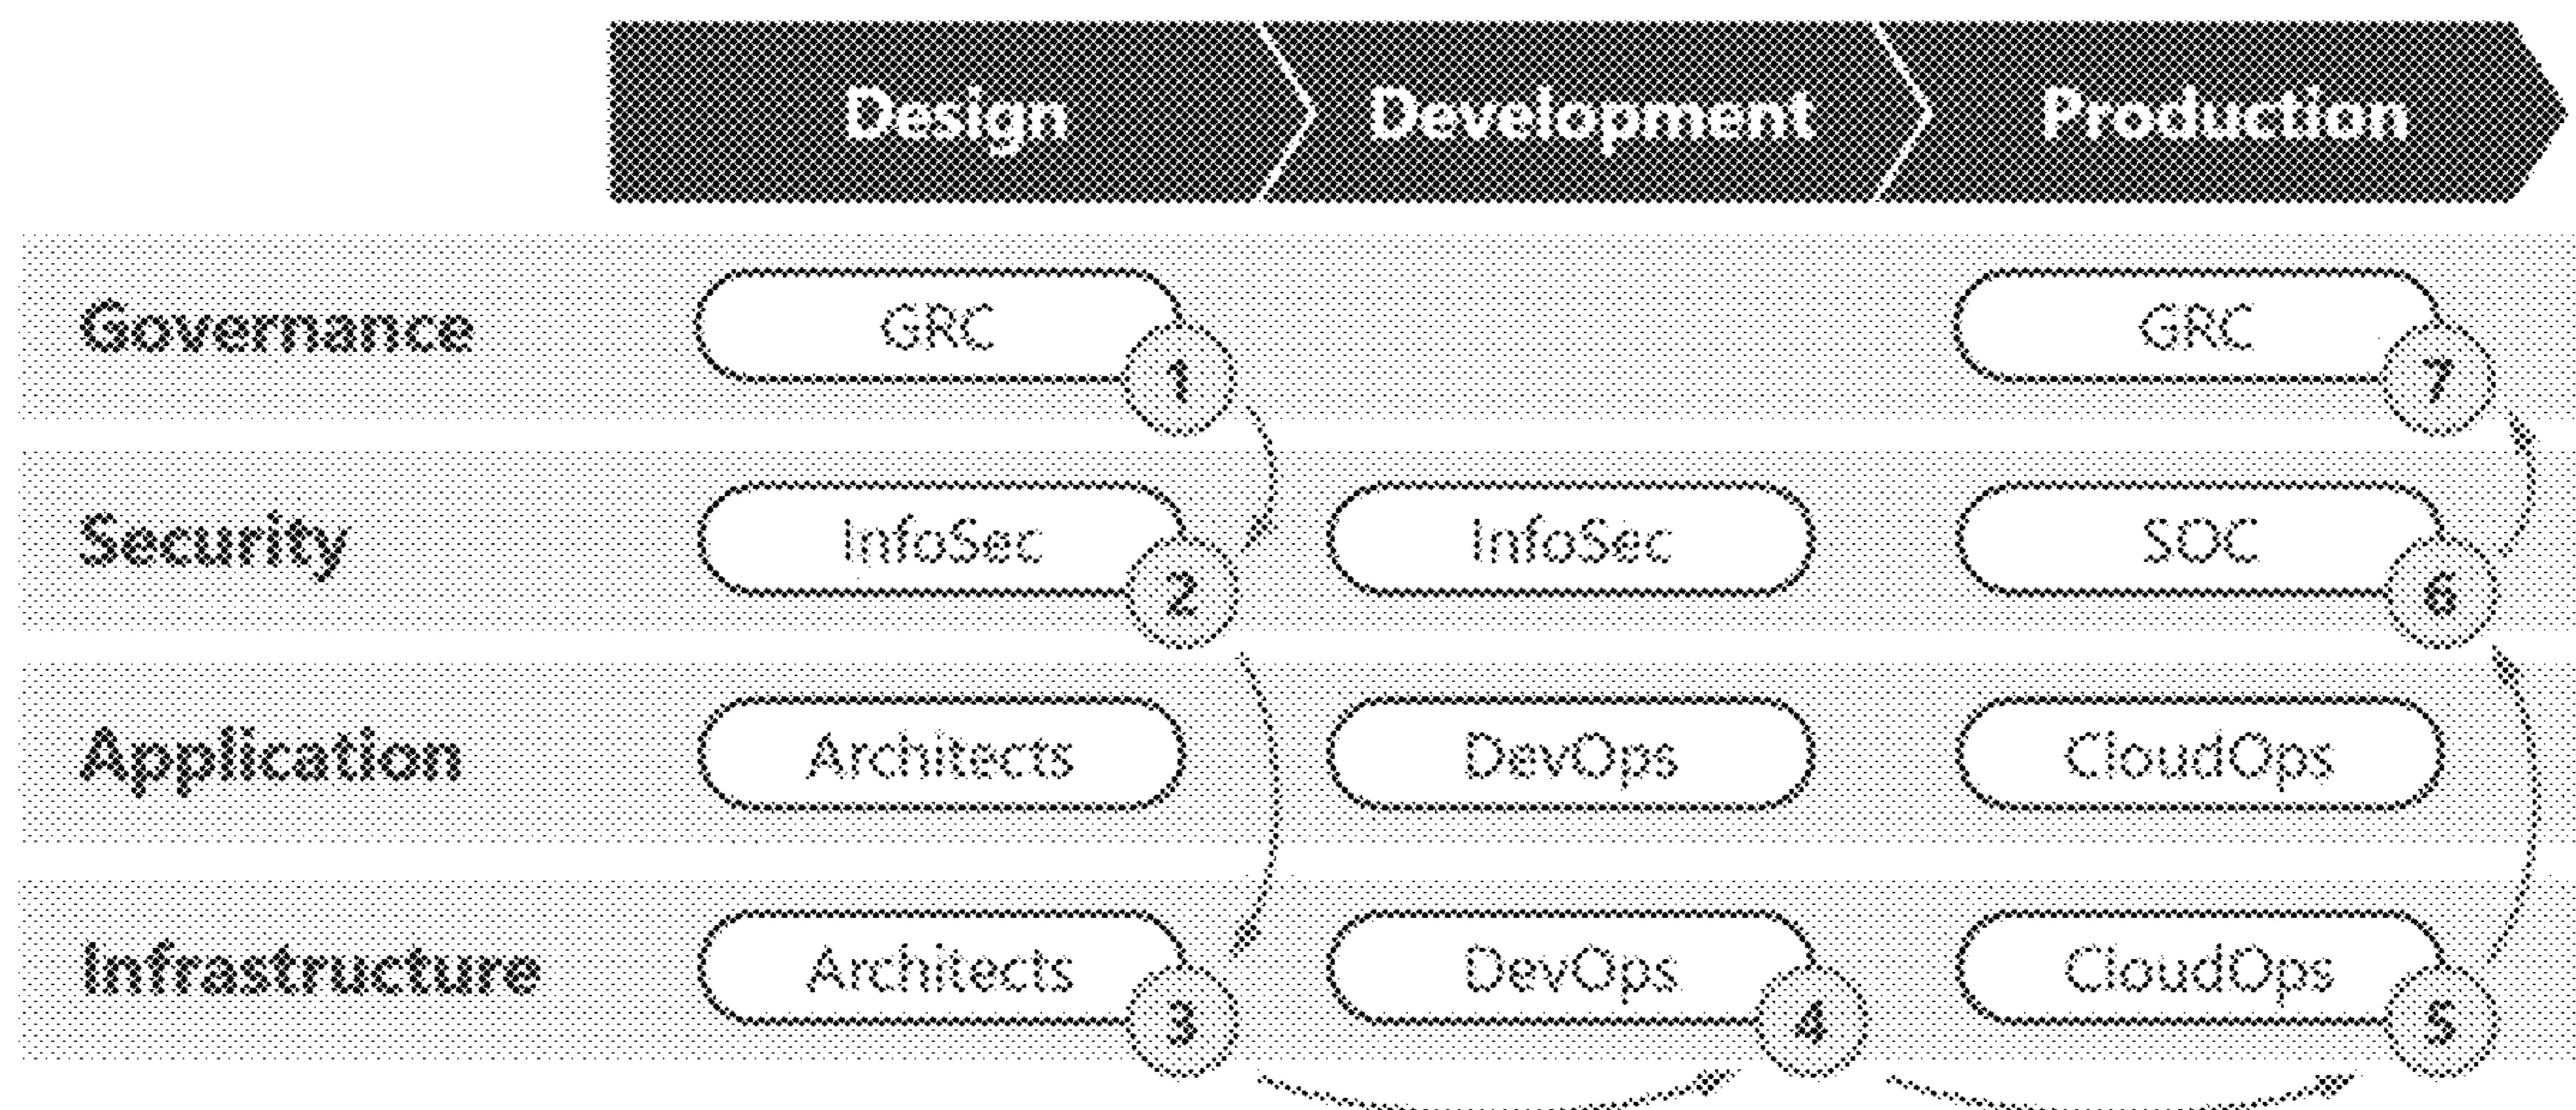 Design Development Production
Governance GRC 1 GRC 7
Security InfoSec 2 InfoSec SOC 6
Application Architects DevOps CloudOps
Infrastructure Architects 3 DevOps 4 CloudOps 5